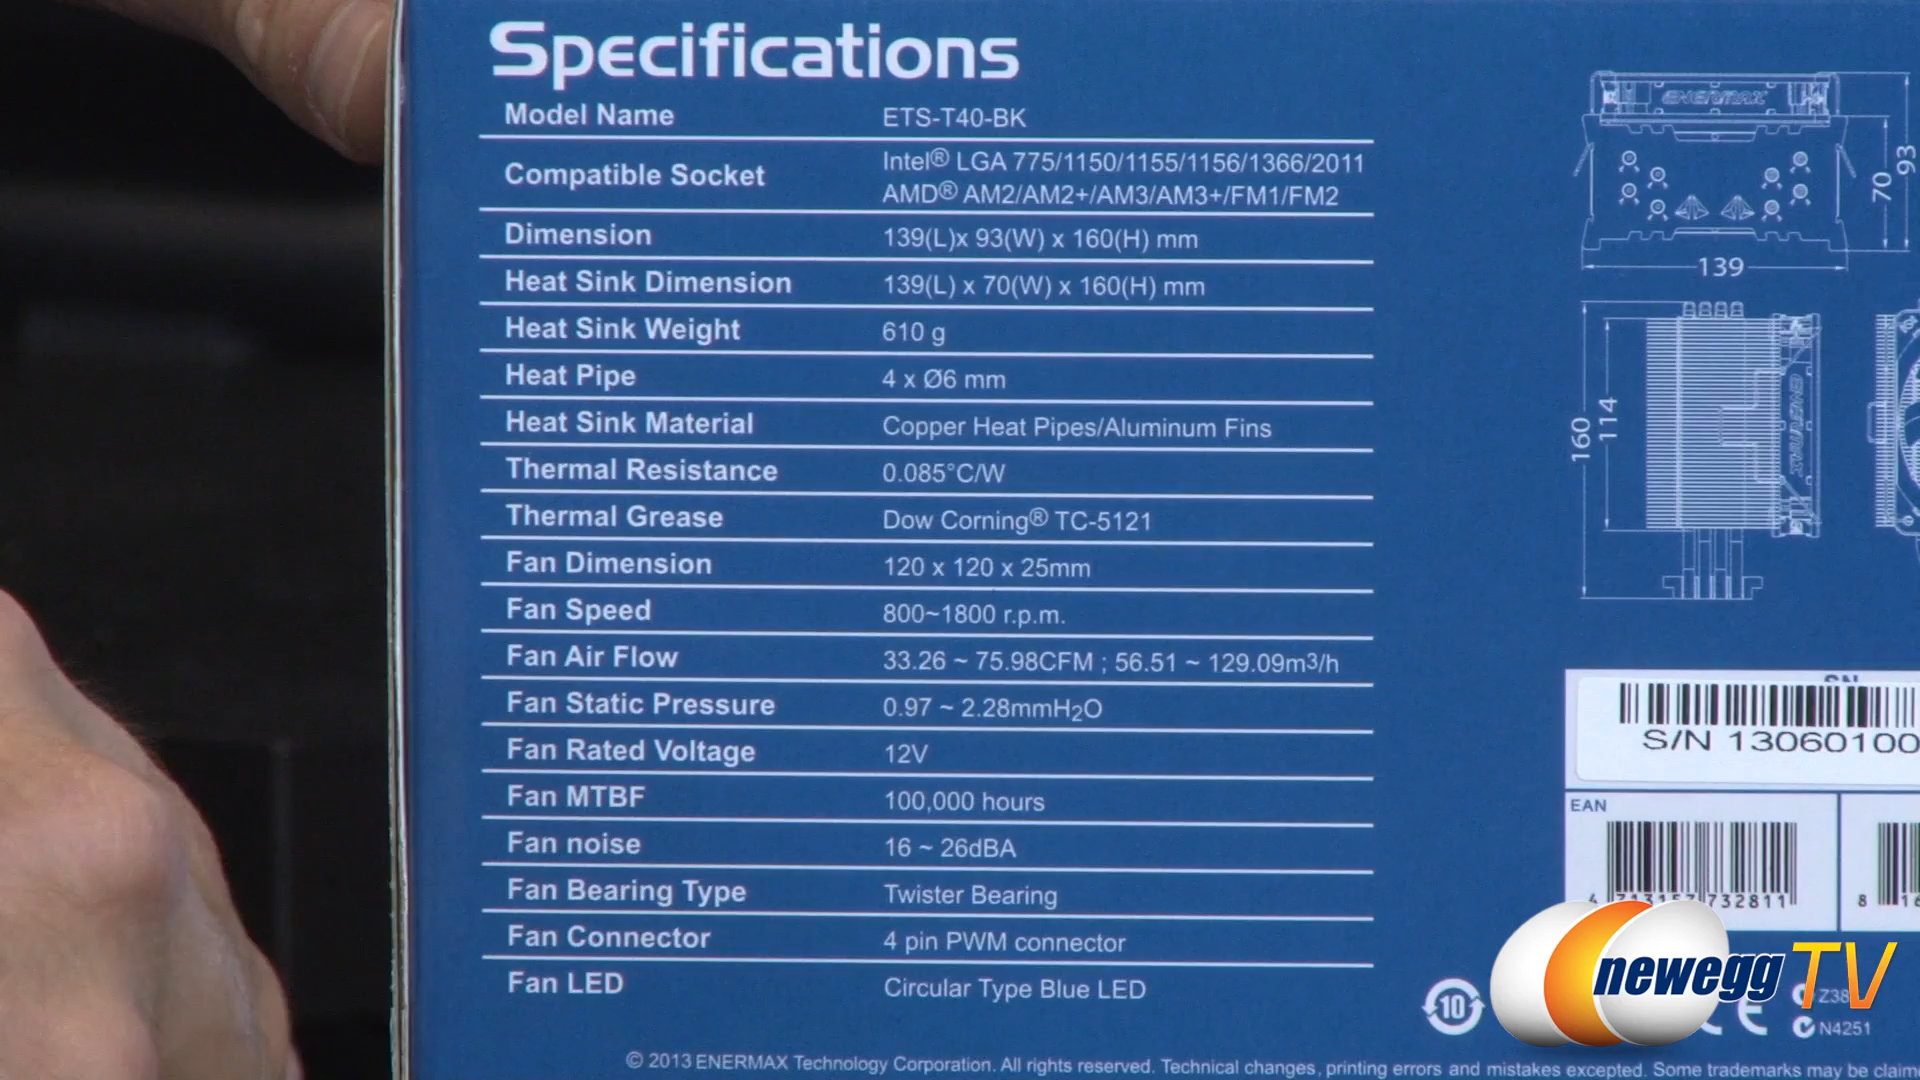 Specifications
Model Name ETS-T40-BK
Compatible Socket Intel® LGA 775/1150/1155/1156/1366/2011
AMD® AM2/AM2+/AM3/AM3+/FM1/FM2
Dimension 139(L)x 93(W) x 160(H) mm
Heat Sink Dimension 139(L) x 70(W) x 160(H) mm
Heat Sink Weight 610 g
Heat Pipe 4 x Ø6 mm
Heat Sink Material Copper Heat Pipes/Aluminum Fins
Thermal Resistance 0.085°C/W
Thermal Grease Dow Corning® TC-5121
Fan Dimension 120 x 120 x 25mm
Fan Speed 800~1800 r.p.m.
Fan Air Flow 33.26 ~ 75.98CFM ; 56.51 ~ 129.09m3/h
Fan Static Pressure 0.97 ~ 2.28mmH2O
Fan Rated Voltage 12V
Fan MTBF 100,000 hours
Fan noise 16 ~ 26dBA
Fan Bearing Type Twister Bearing
Fan Connector 4 pin PWM connector
Fan LED Circular Type Blue LED
© 2013 ENERMAX Technology Corporation. All rights reserved. Technical changes, printing errors and mistakes excepted. Some trademarks may be
ENERMAX
70
93
139
160
114
ENERMAX
SN
S/N 13060100
EAN
732811
8
10
newegg TV
CE
N4251